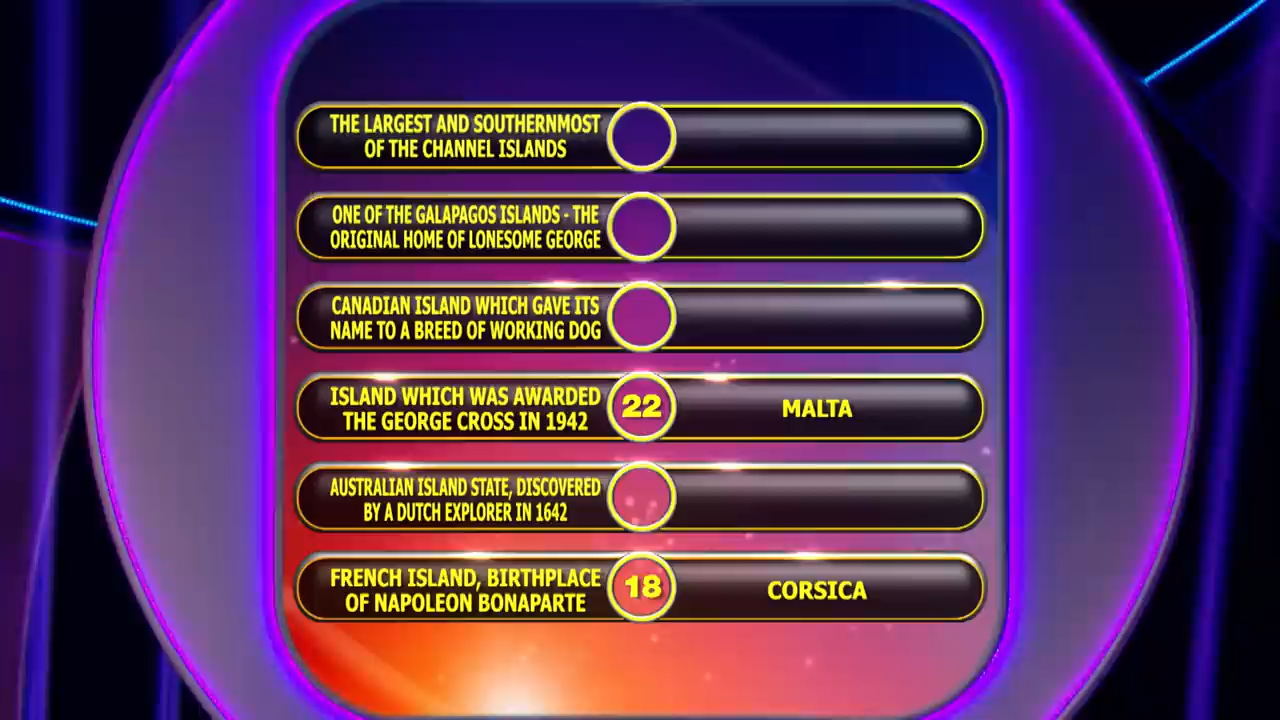 THE LARGEST AND SOUTHERNMOST
OF THE CHANNEL ISLANDS
ONE OF THE GALAPAGOS ISLANDS - THE
ORIGINAL HOME OF LONESOME GEORGE
CANADIAN ISLAND WHICH GAVE ITS
NAME TO A BREED OF WORKING DOG
ISLAND WHICH WAS AWARDED
THE GEORGE CROSS IN 1942
22
MALTA
AUSTRALIAN ISLAND STATE, DISCOVERED
BY A DUTCH EXPLORER IN 1642
FRENCH ISLAND, BIRTHPLACE
OF NAPOLEON BONAPARTE
18
CORSICA